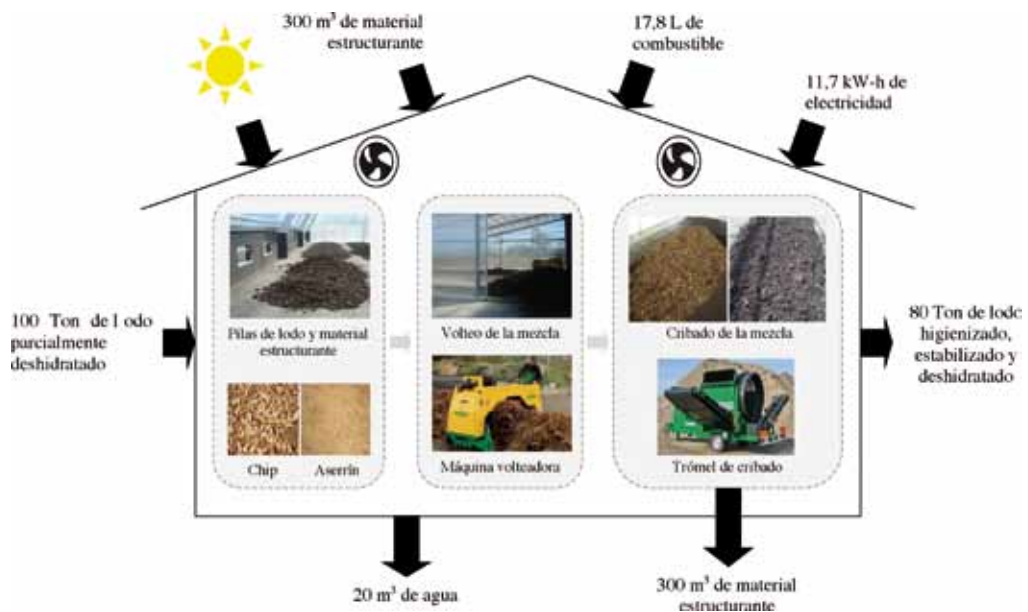 300 m³ de material
estructurante
17,8 L de
combustible
11,7 kW-h de
electricidad
100 Ton de l odo
parcialmente
deshidratado
Pilas de lodo y material
estructurante
Chip
Aserrín
Volteo de la mezcla
Máquina volteadora
Cribado de la mezcla
Trómel de cribado
80 Ton de lodo
higienizado,
estabilizado y
deshidratado
20 m³ de agua
300 m³ de material
estructurante